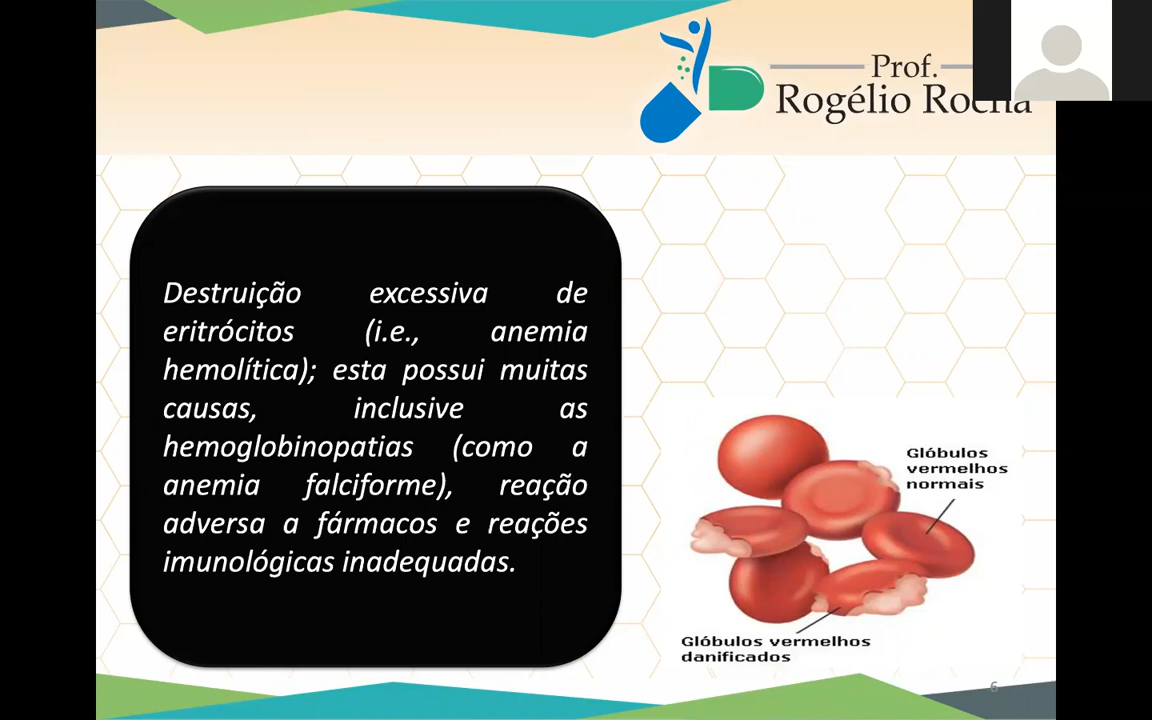 Prof.
Rogélio Rocha
Destruição excessiva de
eritrócitos (i.e., anemia
hemolítica); esta possui muitas
causas, inclusive as
hemoglobinopatias (como a
anemia falciforme), reação
adversa a fármacos e reações
imunológicas inadequadas.
Glóbulos
vermelhos
normais
Glóbulos vermelhos
danificados
6